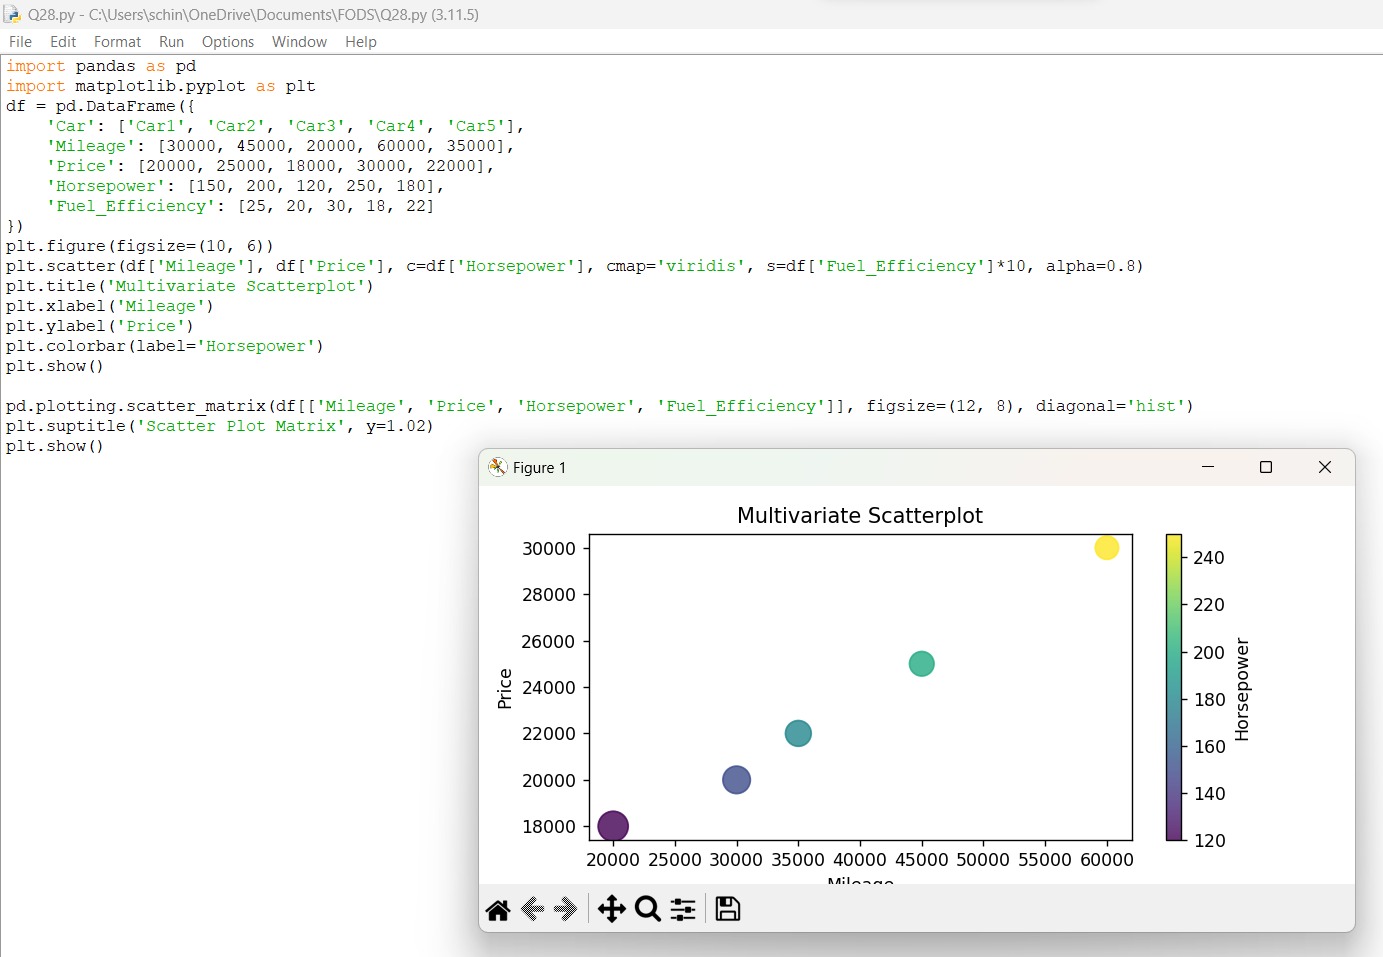 Q28.py - C:\Users\schin\OneDrive\Documents\FODS\Q28.py (3.11.5)
File Edit Format Run Options Window Help
import pandas as pd
import matplotlib.pyplot as plt
df = pd.DataFrame({
    'Car': ['Car1', 'Car2', 'Car3', 'Car4', 'Car5'],
    'Mileage': [30000, 45000, 20000, 60000, 35000],
    'Price': [20000, 25000, 18000, 30000, 22000],
    'Horsepower': [150, 200, 120, 250, 180],
    'Fuel_Efficiency': [25, 20, 30, 18, 22]
})
plt.figure(figsize=(10, 6))
plt.scatter(df['Mileage'], df['Price'], c=df['Horsepower'], cmap='viridis', s=df['Fuel_Efficiency']*10, alpha=0.8)
plt.title('Multivariate Scatterplot')
plt.xlabel('Mileage')
plt.ylabel('Price')
plt.colorbar(label='Horsepower')
plt.show()
pd.plotting.scatter_matrix(df[['Mileage', 'Price', 'Horsepower', 'Fuel_Efficiency']], figsize=(12, 8), diagonal='hist')
plt.suptitle('Scatter Plot Matrix', y=1.02)
plt.show()
Figure 1
Multivariate Scatterplot
Price
30000
28000
26000
24000
22000
20000
18000
20000 25000 30000 35000 40000 45000 50000 55000 60000
Mileage
240
220
200
180
160
140
120
Horsepower